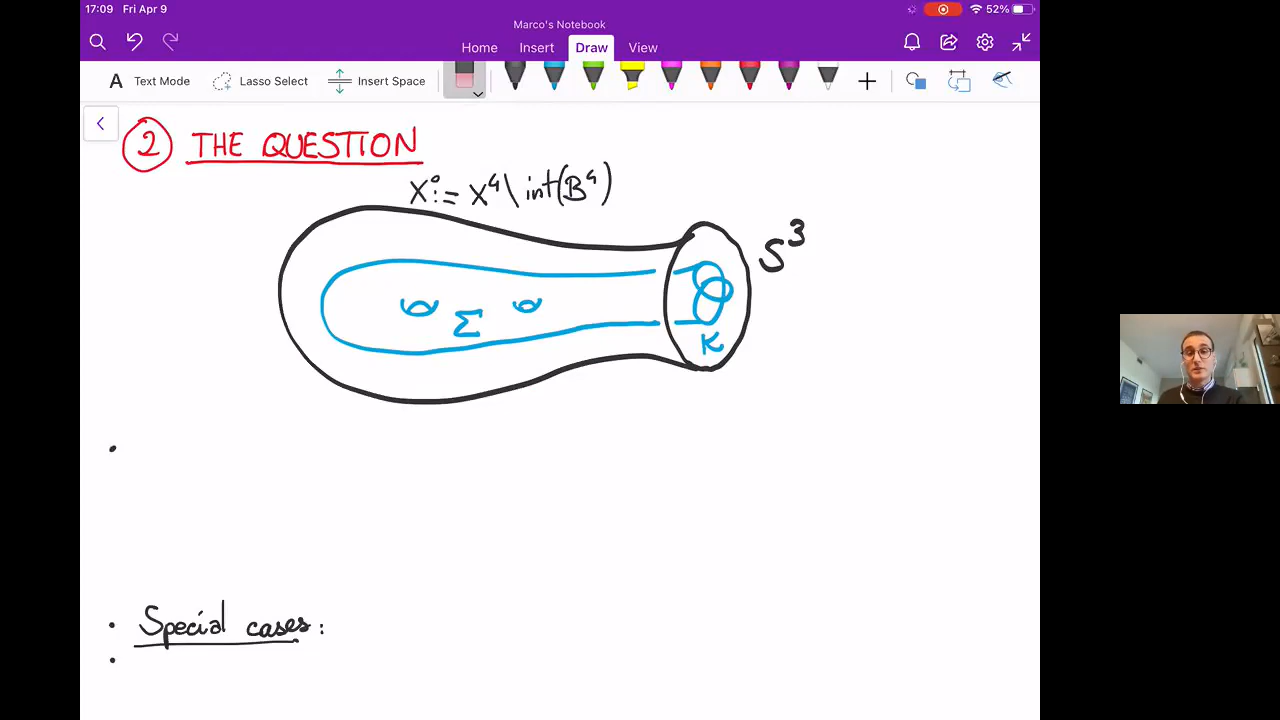 17:09 Fri Apr 9
52%
Marco's Notebook
Home Insert Draw View
A Text Mode Lasso Select Insert Space
② THE QUESTION
X° := X⁴ \ int(B⁴)
S³
Σ
K
• 
• Special cases:
•